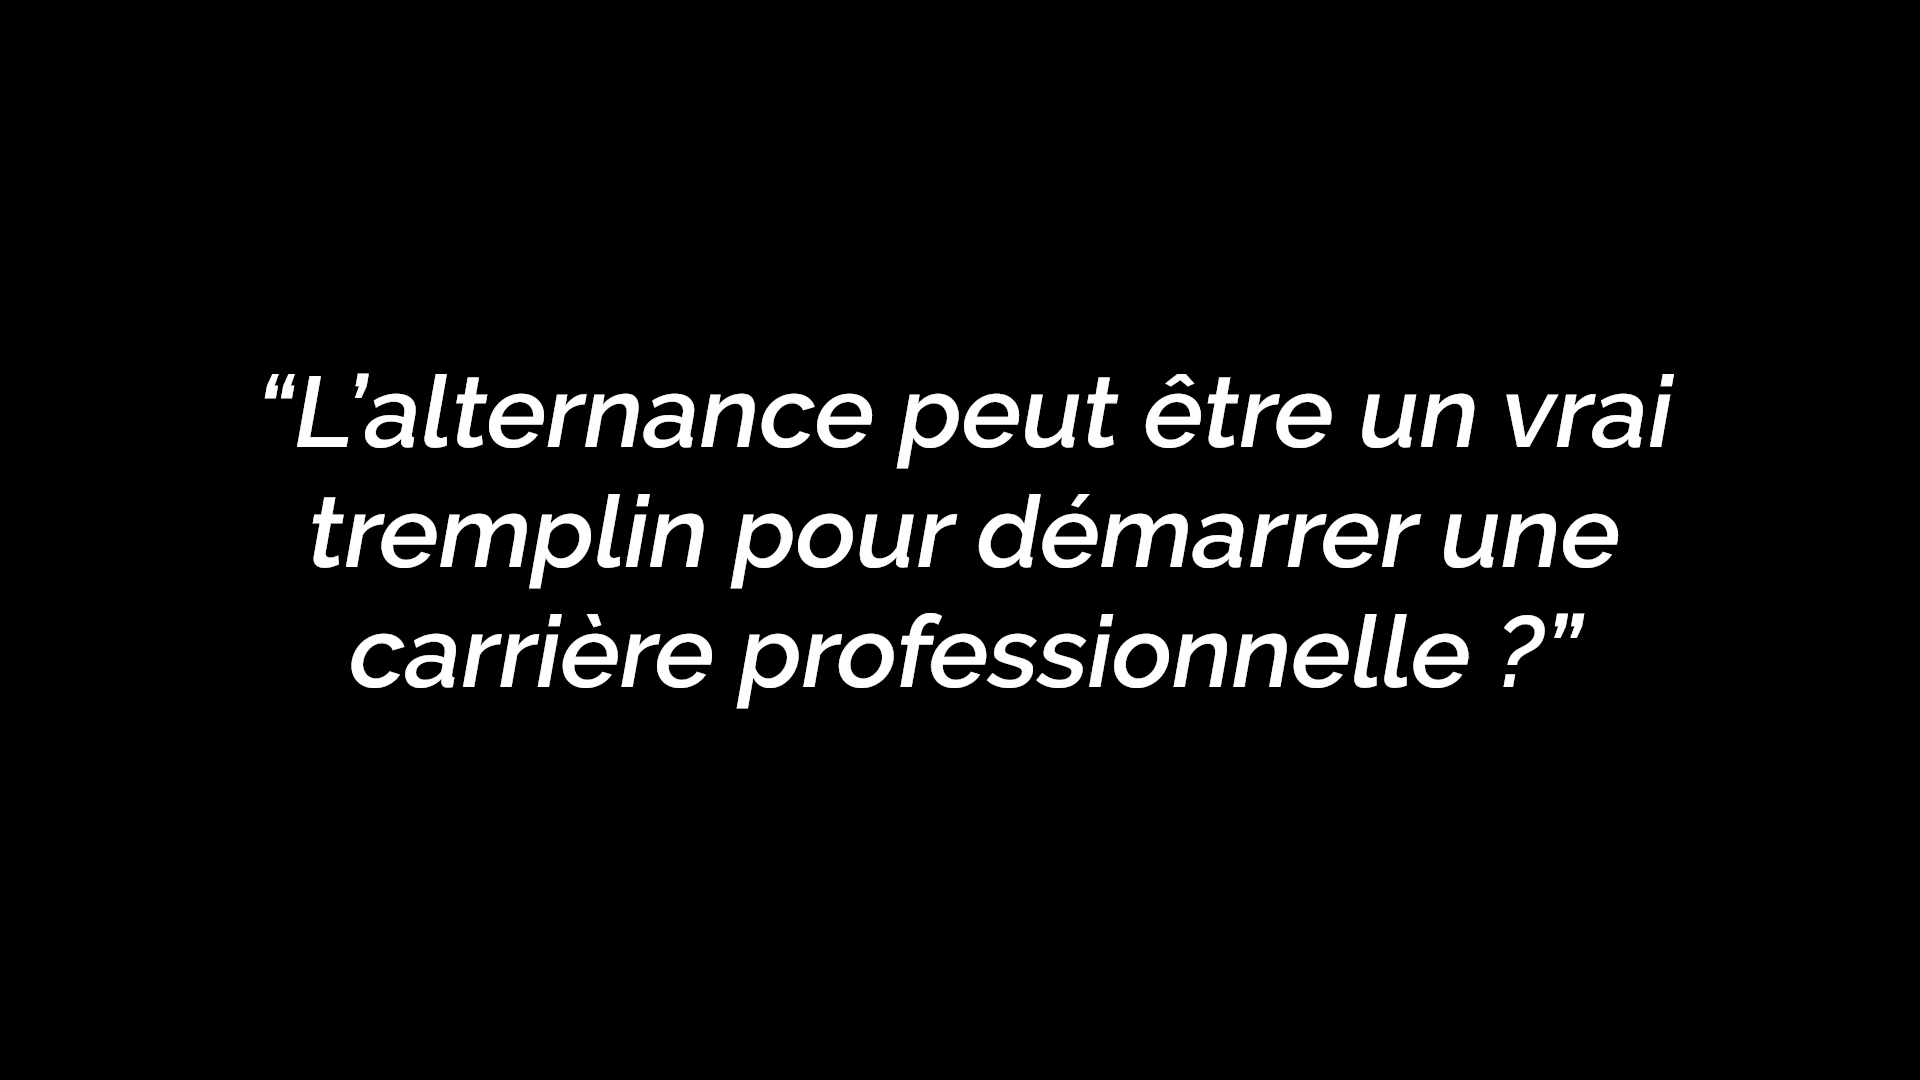 “L’alternance peut être un vrai
tremplin pour démarrer une
carrière professionnelle ?”